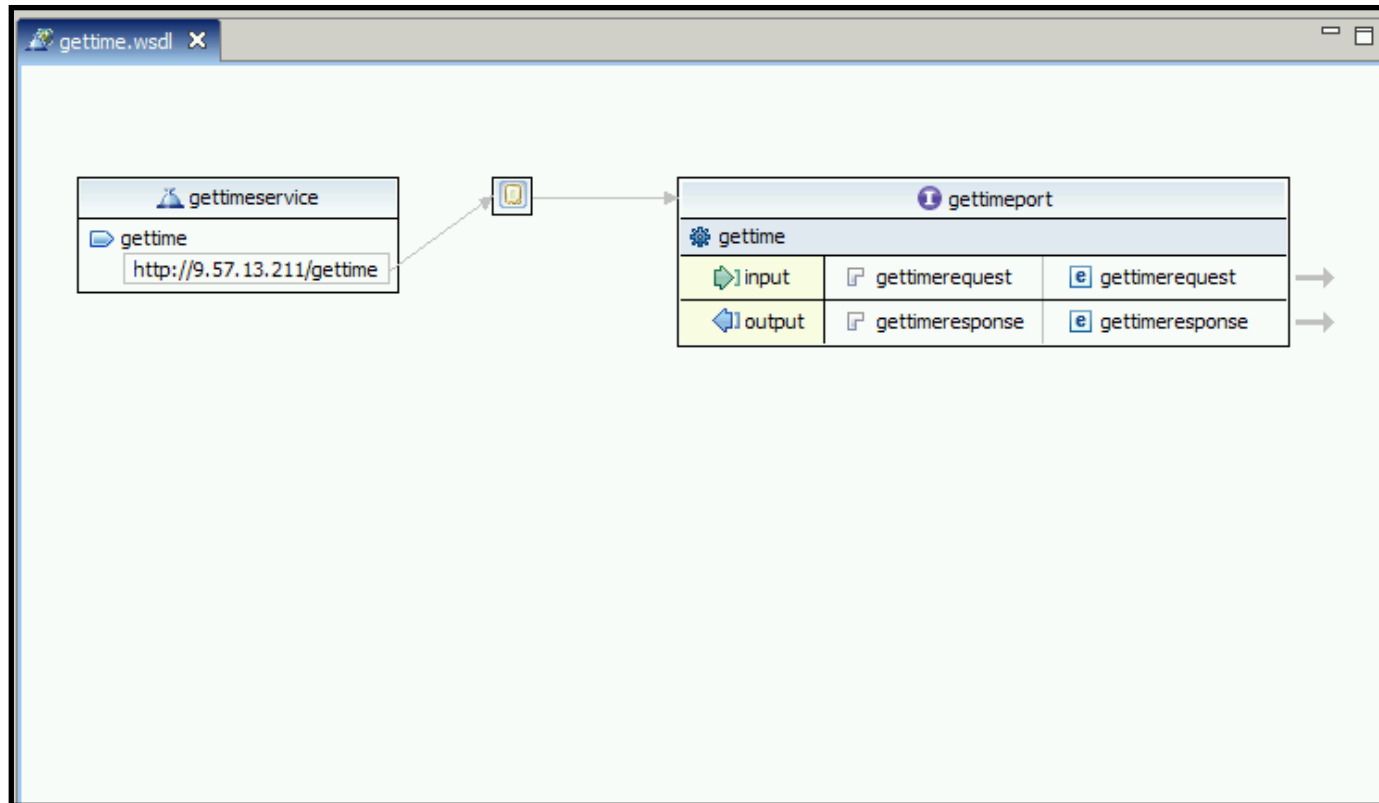 gettime.wsdl
gettimeservice
gettime
http://9.57.13.211/gettime
gettimeport
gettime
input gettimerequest e gettimerequest
output gettimeresponse e gettimeresponse